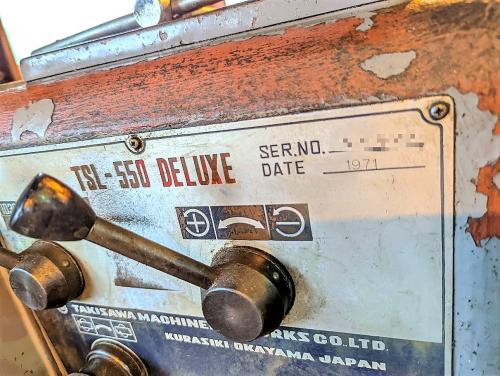 TSL-550 DELUXE
SER.NO.
DATE 1971
TAKISAWA MACHINE WORKS CO.LTD.
KURASIKI OKAYAMA JAPAN